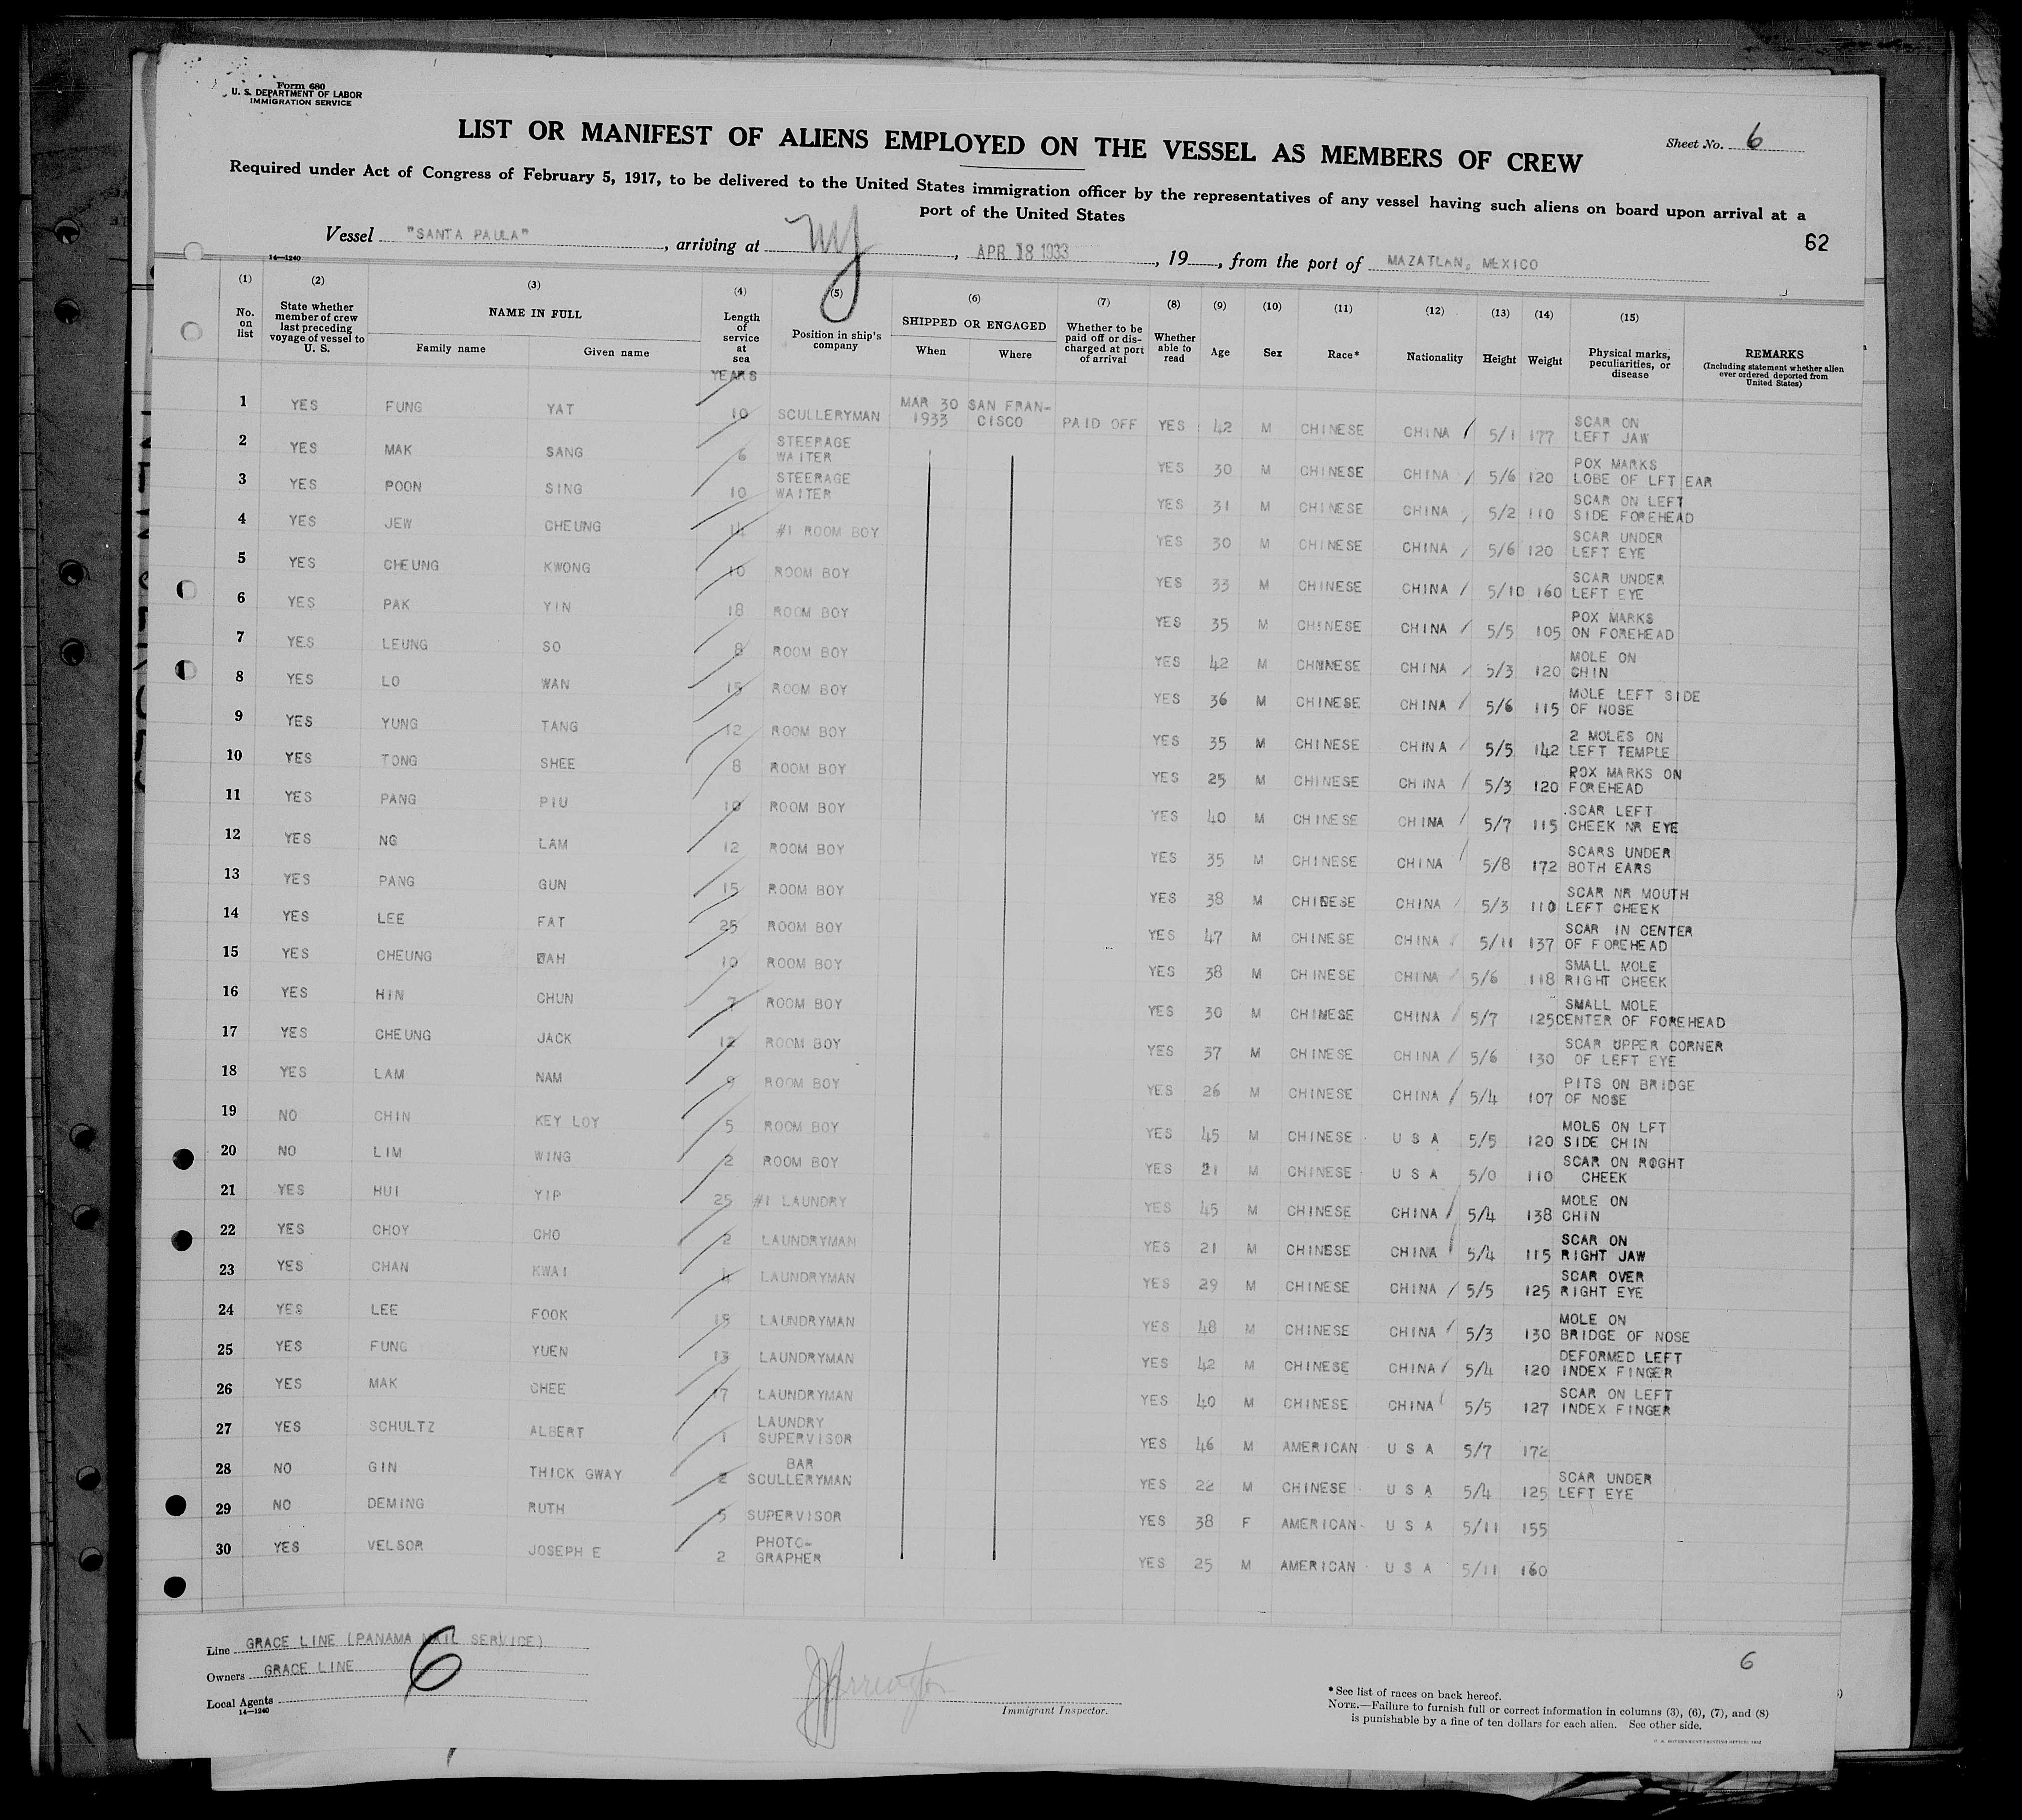 Form 680
U. S. DEPARTMENT OF LABOR
IMMIGRATION SERVICE
LIST OR MANIFEST OF ALIENS EMPLOYED ON THE VESSEL AS MEMBERS OF CREW
Sheet No. 6
Required under Act of Congress of February 5, 1917, to be delivered to the United States immigration officer by the representatives of any vessel having such aliens on board upon arrival at a
port of the United States
62
Vessel "SANTA PAULA", arriving at NY, APR 18 1933, 19, from the port of MAZATLAN, MEXICO
14—1240
(1) (2) (3) (4) (5) (6) (7) (8) (9) (10) (11) (12) (13) (14) (15)
No. on list
State whether member of crew last preceding voyage of vessel to U. S.
NAME IN FULL
Family name
Given name
Length of service at sea
YEARS
Position in ship's company
SHIPPED OR ENGAGED
When
Where
Whether to be paid off or discharged at port of arrival
Whether able to read
Age
Sex
Race*
Nationality
Height
Weight
Physical marks, peculiarities, or disease
REMARKS
(Including statement whether alien ever ordered deported from United States)
1 YES FUNG YAT 10 SCULLERYMAN MAR 30 1933 SAN FRAN-CISCO PAID OFF YES 42 M CHINESE CHINA 5/1 177 SCAR ON LEFT JAW
2 YES MAK SANG 6 STEERAGE WAITER YES 30 M CHINESE CHINA 5/6 120 POX MARKS LOBE OF LFT EAR
3 YES POON SING 10 STEERAGE WAITER YES 31 M CHINESE CHINA 5/2 110 SCAR ON LEFT SIDE FOREHEAD
4 YES JEW CHEUNG 14 #1 ROOM BOY YES 30 M CHINESE CHINA 5/6 120 SCAR UNDER LEFT EYE
5 YES CHEUNG KWONG 10 ROOM BOY YES 33 M CHINESE CHINA 5/10 160 SCAR UNDER LEFT EYE
6 YES PAK YIN 18 ROOM BOY YES 35 M CHINESE CHINA 5/5 105 POX MARKS ON FOREHEAD
7 YES LEUNG SO 8 ROOM BOY YES 42 M CHNNESE CHINA 5/3 120 MOLE ON CHIN
8 YES LO WAN 15 ROOM BOY YES 36 M CHINESE CHINA 5/6 115 MOLE LEFT SIDE OF NOSE
9 YES YUNG TANG 12 ROOM BOY YES 35 M CHINESE CHINA 5/5 142 2 MOLES ON LEFT TEMPLE
10 YES TONG SHEE 8 ROOM BOY YES 25 M CHINESE CHINA 5/3 120 POX MARKS ON FOREHEAD
11 YES PANG PIU 10 ROOM BOY YES 40 M CHINESE CHINA 5/7 115 SCAR LEFT CHEEK NR EYE
12 YES NG LAM 12 ROOM BOY YES 35 M CHINESE CHINA 5/8 172 SCARS UNDER BOTH EARS
13 YES PANG GUN 15 ROOM BOY YES 38 M CHINESE CHINA 5/3 110 SCAR NR MOUTH LEFT CHEEK
14 YES LEE FAT 25 ROOM BOY YES 47 M CHINESE CHINA 5/11 137 SCAR IN CENTER OF FOREHEAD
15 YES CHEUNG 10 ROOM BOY YES 38 M CHINESE CHINA 5/6 118 SMALL MOLE RIGHT CHEEK
16 YES HIN CHUN 7 ROOM BOY YES 30 M CHINESE CHINA 5/7 125 SMALL MOLE CENTER OF FOREHEAD
17 YES CHEUNG JACK 12 ROOM BOY YES 37 M CHINESE CHINA 5/6 130 SCAR UPPER CORNER OF LEFT EYE
18 YES LAM NAM 9 ROOM BOY YES 26 M CHINESE CHINA 5/4 107 PITS ON BRIDGE OF NOSE
19 NO CHIN KEY LOY 5 ROOM BOY YES 45 M CHINESE U S A 5/5 120 MOLE ON LFT SIDE CHIN
20 NO LIM WING 2 ROOM BOY YES 21 M CHINESE U S A 5/0 110 SCAR ON ROGHT CHEEK
21 YES HUI YIP 25 #1 LAUNDRY YES 45 M CHINESE CHINA 5/4 138 MOLE ON CHIN
22 YES CHOY CHO 2 LAUNDRYMAN YES 21 M CHINESE CHINA 5/4 115 SCAR ON RIGHT JAW
23 YES CHAN KWAI 4 LAUNDRYMAN YES 29 M CHINESE CHINA 5/5 125 SCAR OVER RIGHT EYE
24 YES LEE FOOK 15 LAUNDRYMAN YES 48 M CHINESE CHINA 5/3 130 MOLE ON BRIDGE OF NOSE
25 YES FUNG YUEN 13 LAUNDRYMAN YES 42 M CHINESE CHINA 5/4 120 DEFORMED LEFT INDEX FINGER
26 YES MAK CHEE 17 LAUNDRYMAN YES 40 M CHINESE CHINA 5/5 127 SCAR ON LEFT INDEX FINGER
27 YES SCHULTZ ALBERT 1 LAUNDRY SUPERVISOR YES 46 M AMERICAN U S A 5/7 172
28 NO GIN THICK GWAY 2 BAR SCULLERYMAN YES 22 M CHINESE U S A 5/4 125 SCAR UNDER LEFT EYE
29 NO DEMING RUTH 5 SUPERVISOR YES 38 F AMERICAN U S A 5/11 155
30 YES VELSOR JOSEPH E 2 PHOTO-GRAPHER YES 25 M AMERICAN U S A 5/11 160
Line GRACE LINE (PANAMA MAIL SERVICE)
Owners GRACE LINE
Local Agents
14—1240
6
Immigrant Inspector.
6
*See list of races on back hereof.
NOTE.—Failure to furnish full or correct information in columns (3), (6), (7), and (8)
is punishable by a fine of ten dollars for each alien. See other side.